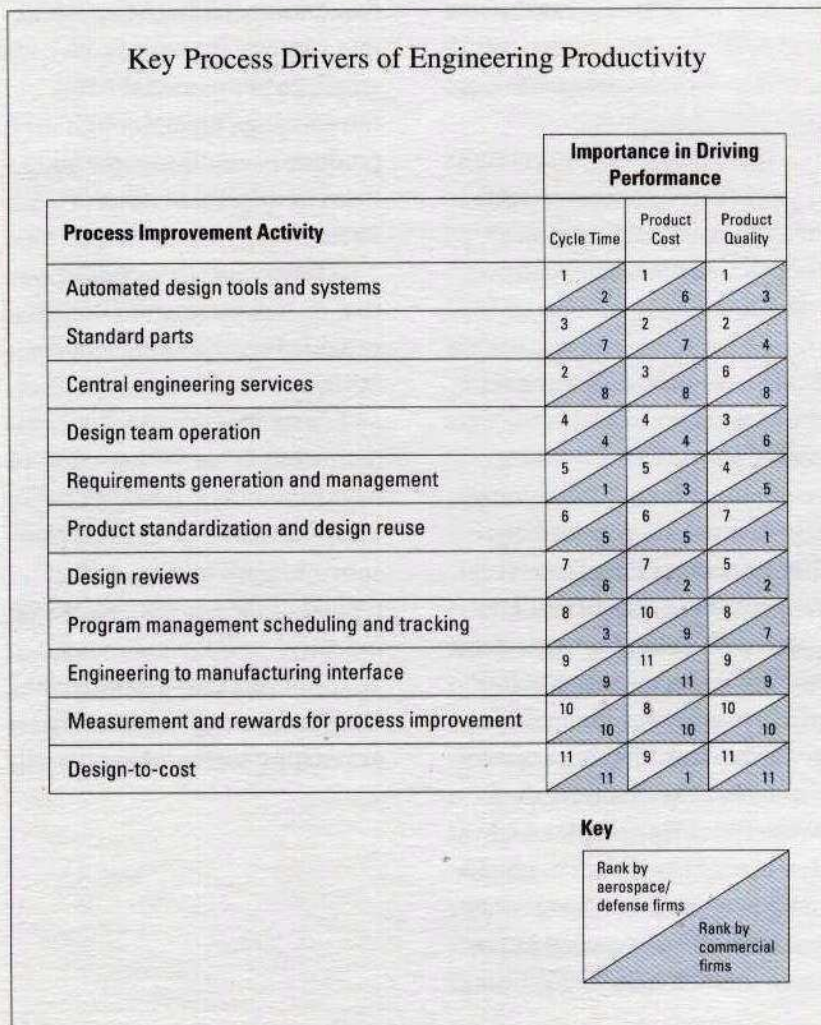 Key Process Drivers of Engineering Productivity
Importance in Driving
Performance
Process Improvement Activity
Cycle Time
Product
Cost
Product
Quality
Automated design tools and systems
1 2 1 6 1 3
Standard parts
3 7 2 7 2 4
Central engineering services
2 8 3 8 6 8
Design team operation
4 4 4 4 3 6
Requirements generation and management
5 1 5 3 4 5
Product standardization and design reuse
6 5 6 5 7 1
Design reviews
7 6 7 2 5 2
Program management scheduling and tracking
8 3 10 9 8 7
Engineering to manufacturing interface
9 9 11 11 9 9
Measurement and rewards for process improvement
10 10 8 10 10 10
Design-to-cost
11 11 9 1 11 11
Key
Rank by
aerospace/
defense firms
Rank by
commercial
firms